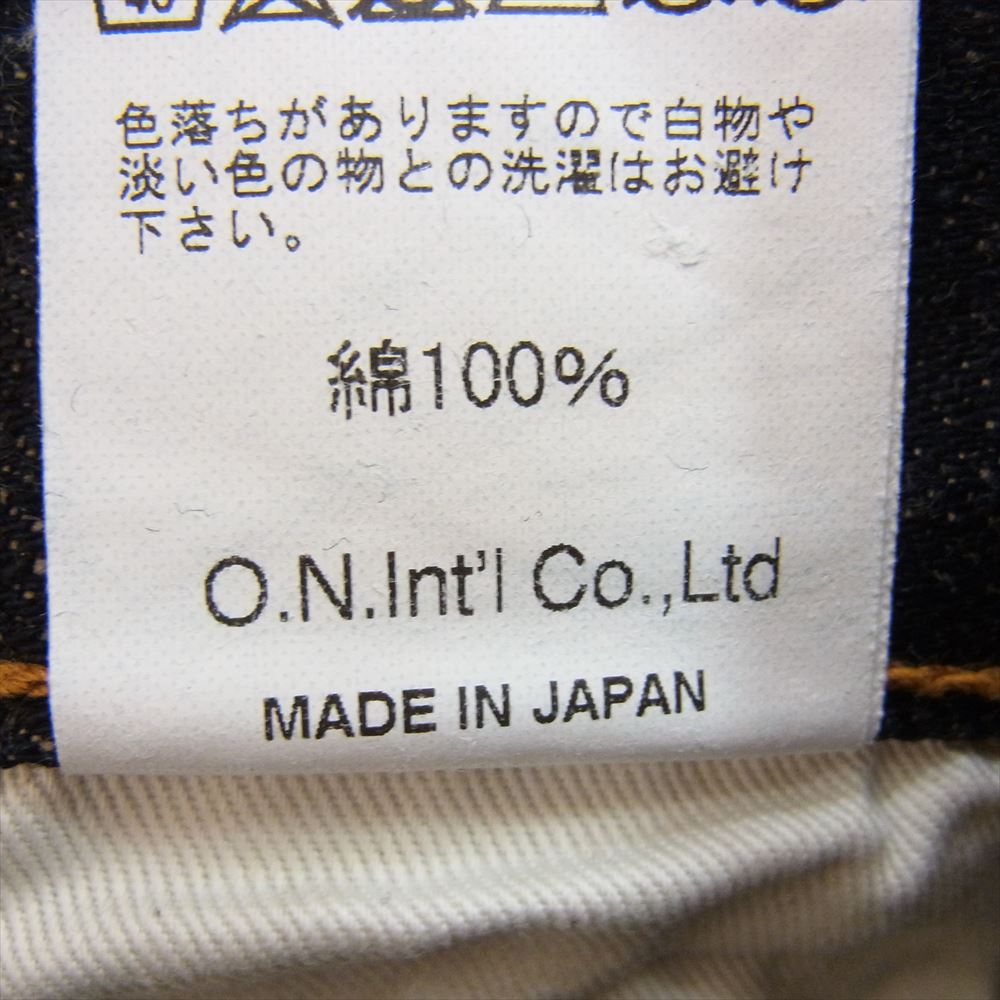 色落ちがありますので白物や
淡い色の物との洗濯はお避け
下さい。
綿100%
O.N.Int'l Co.,Ltd
MADE IN JAPAN